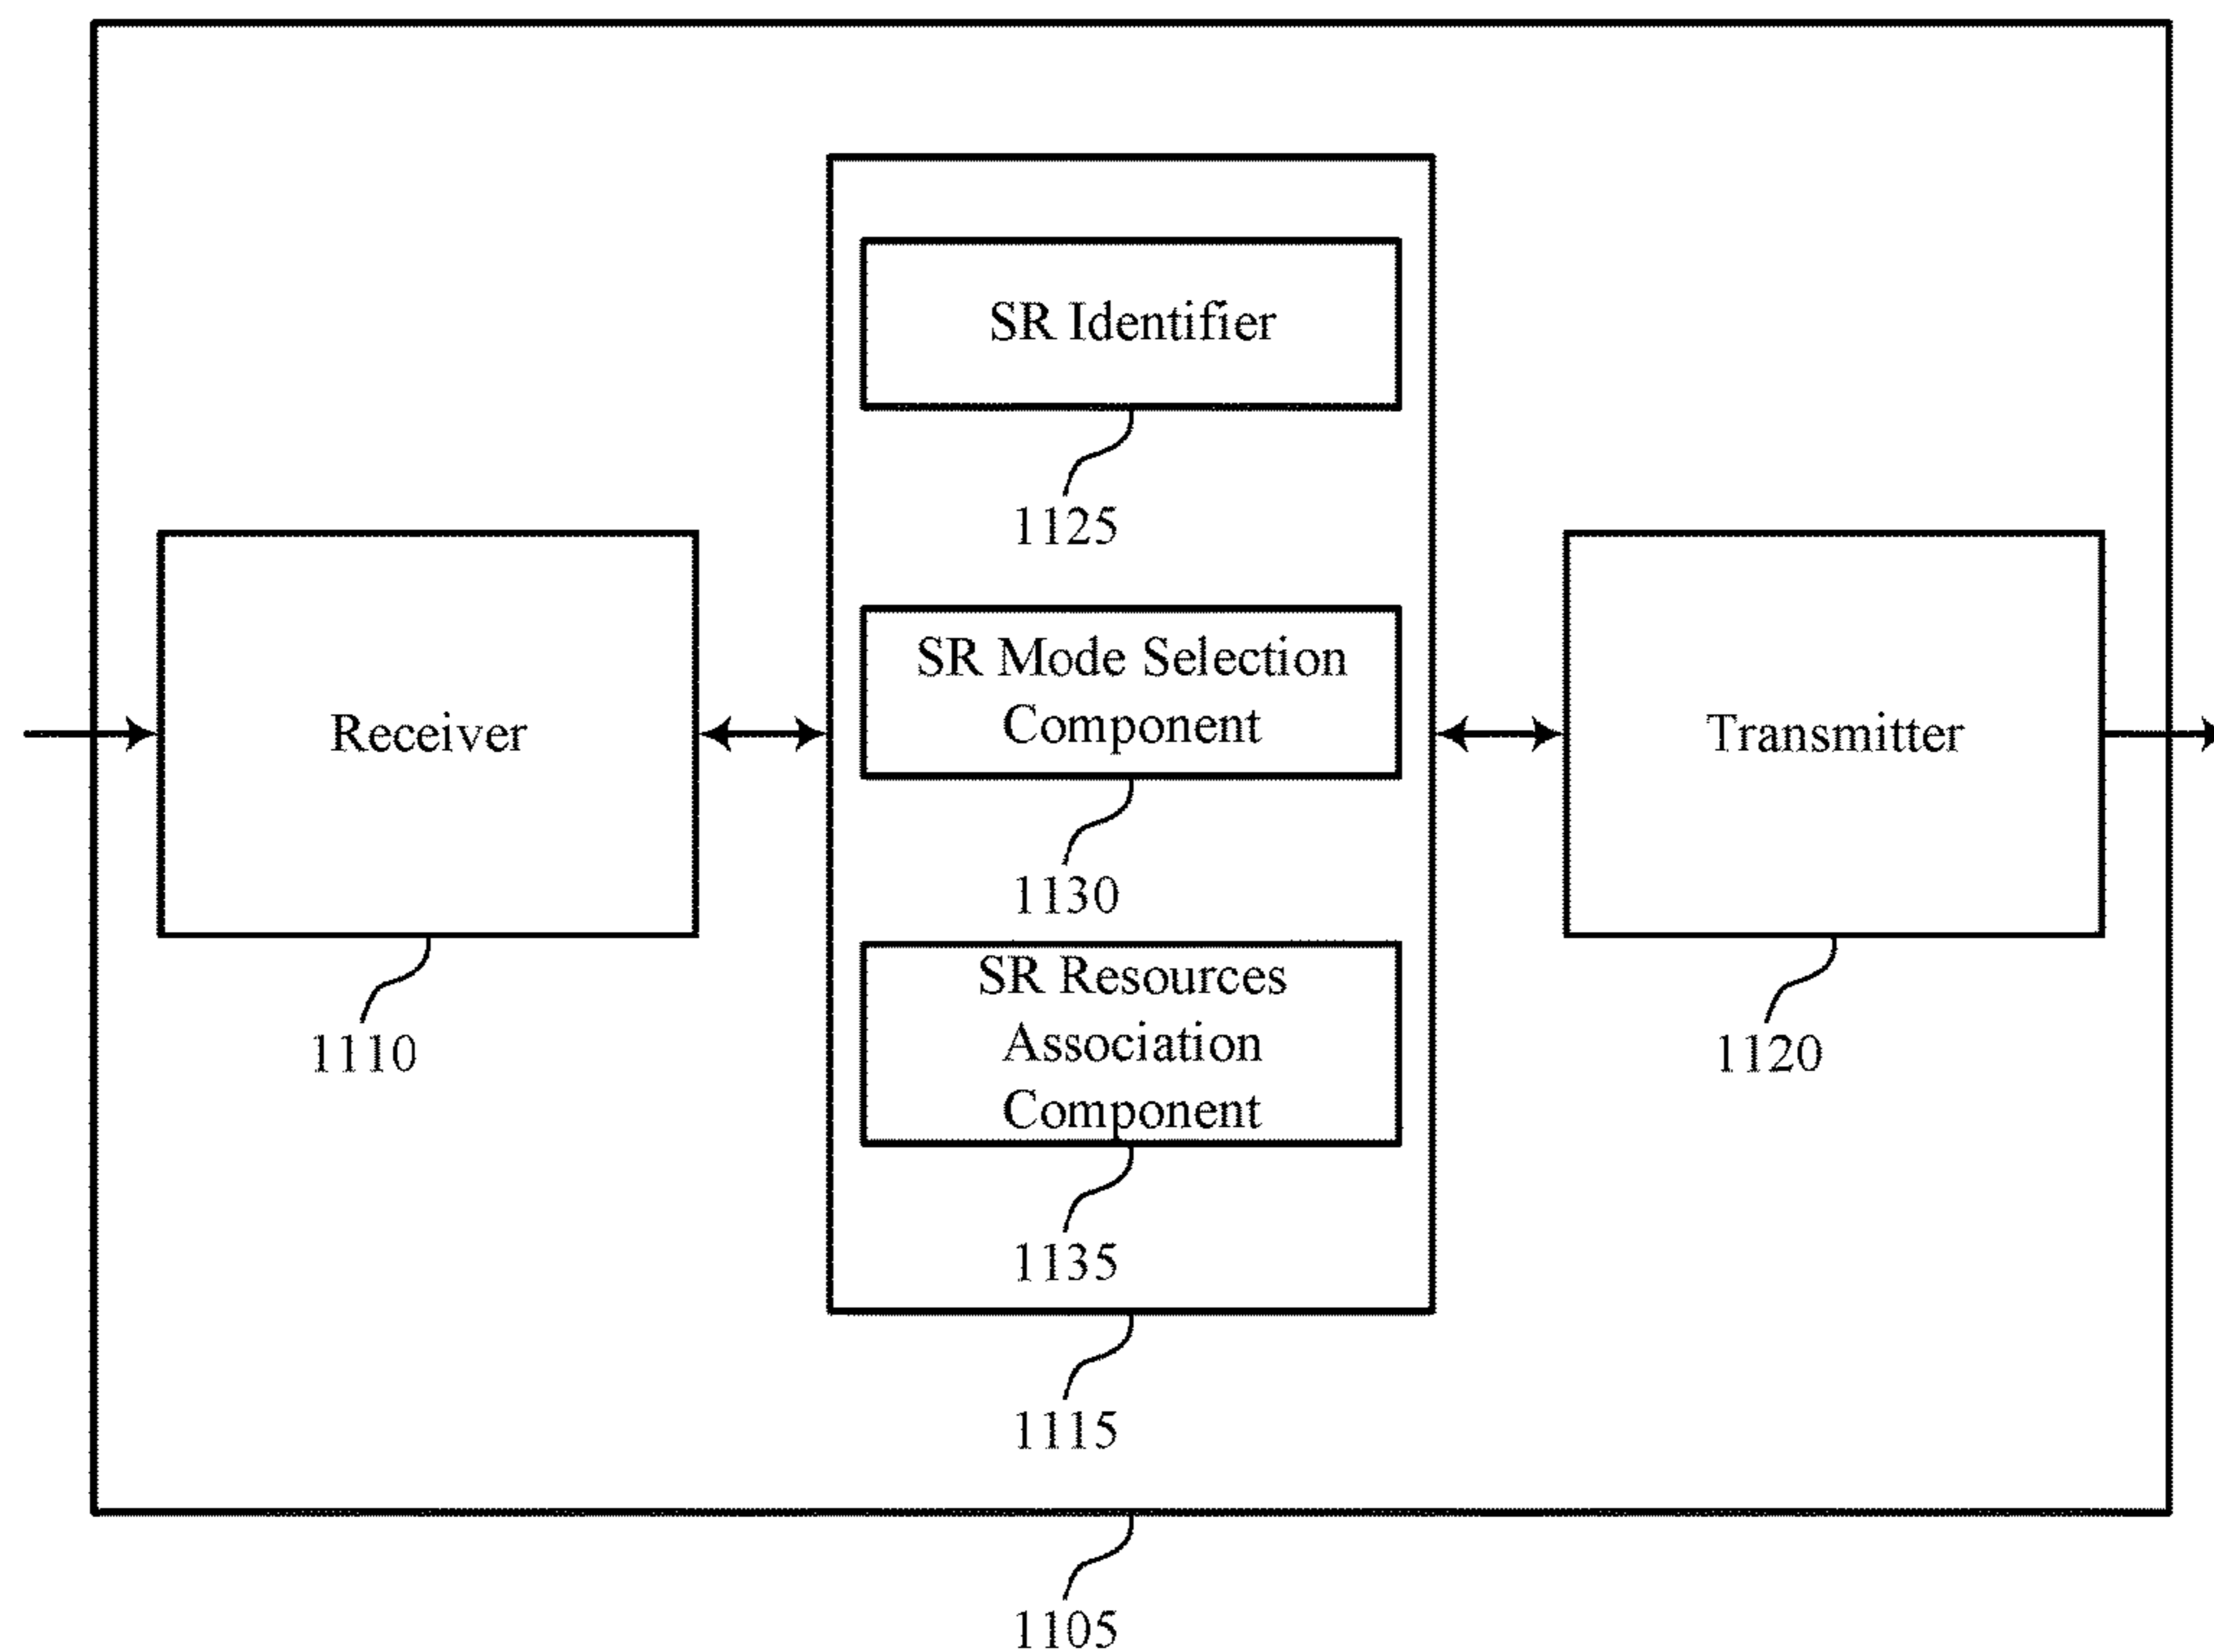 SR Identifier
1125
Receiver
1110
SR Mode Selection
Component
1130
Transmitter
1120
SR Resources
Association
Component
1135
1115
1105